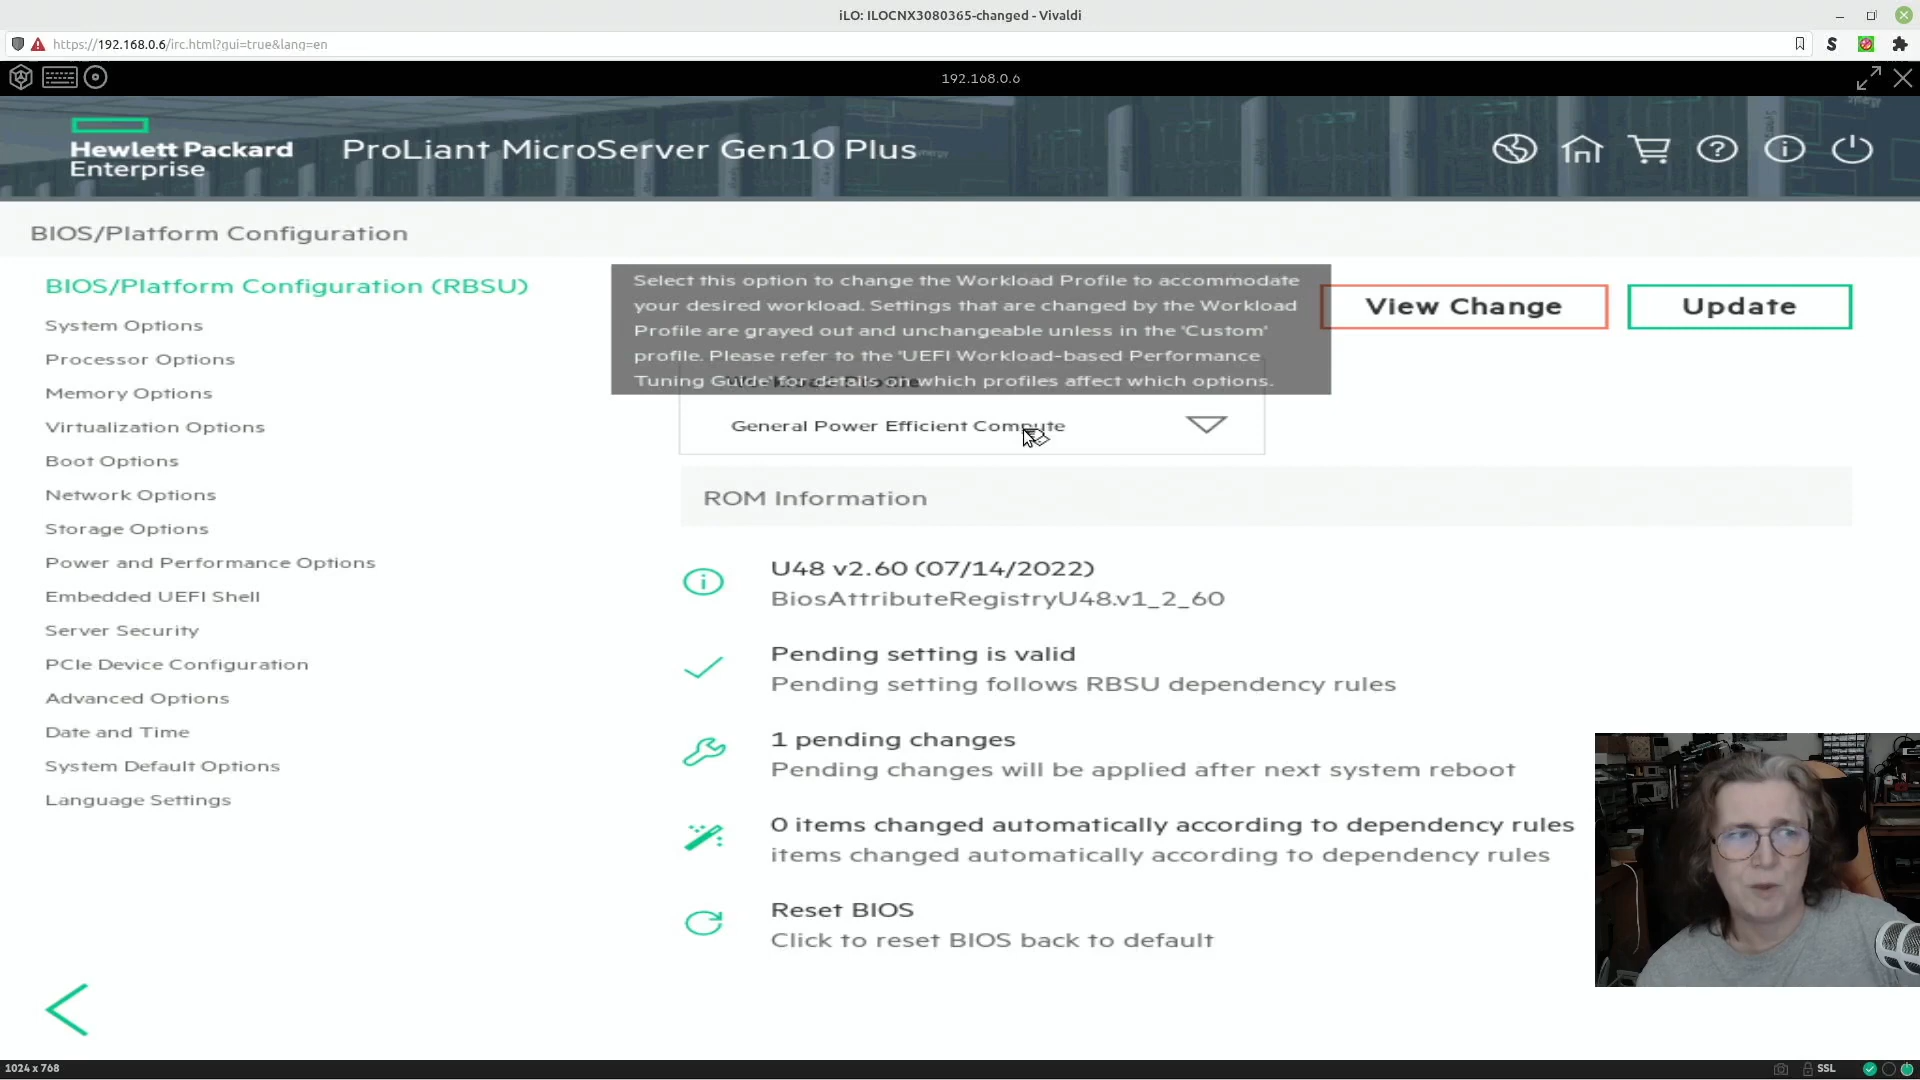 iLO: ILOCNX3080365-changed - Vivaldi
https://192.168.0.6/irc.html?gui=true&lang=en
192.168.0.6
Hewlett Packard
Enterprise
ProLiant MicroServer Gen10 Plus
BIOS/Platform Configuration
BIOS/Platform Configuration (RBSU)
System Options
Processor Options
Memory Options
Virtualization Options
Boot Options
Network Options
Storage Options
Power and Performance Options
Embedded UEFI Shell
Server Security
PCIe Device Configuration
Advanced Options
Date and Time
System Default Options
Language Settings
Select this option to change the Workload Profile to accommodate
your desired workload. Settings that are changed by the Workload
Profile are grayed out and unchangeable unless in the 'Custom'
profile. Please refer to the 'UEFI Workload-based Performance
Tuning Guide' for details on which profiles affect which options.
View Change
Update
General Power Efficient Compute
ROM Information
U48 v2.60 (07/14/2022)
BiosAttributeRegistryU48.v1_2_60
Pending setting is valid
Pending setting follows RBSU dependency rules
1 pending changes
Pending changes will be applied after next system reboot
0 items changed automatically according to dependency rules
items changed automatically according to dependency rules
Reset BIOS
Click to reset BIOS back to default
1024 x 768
SSL